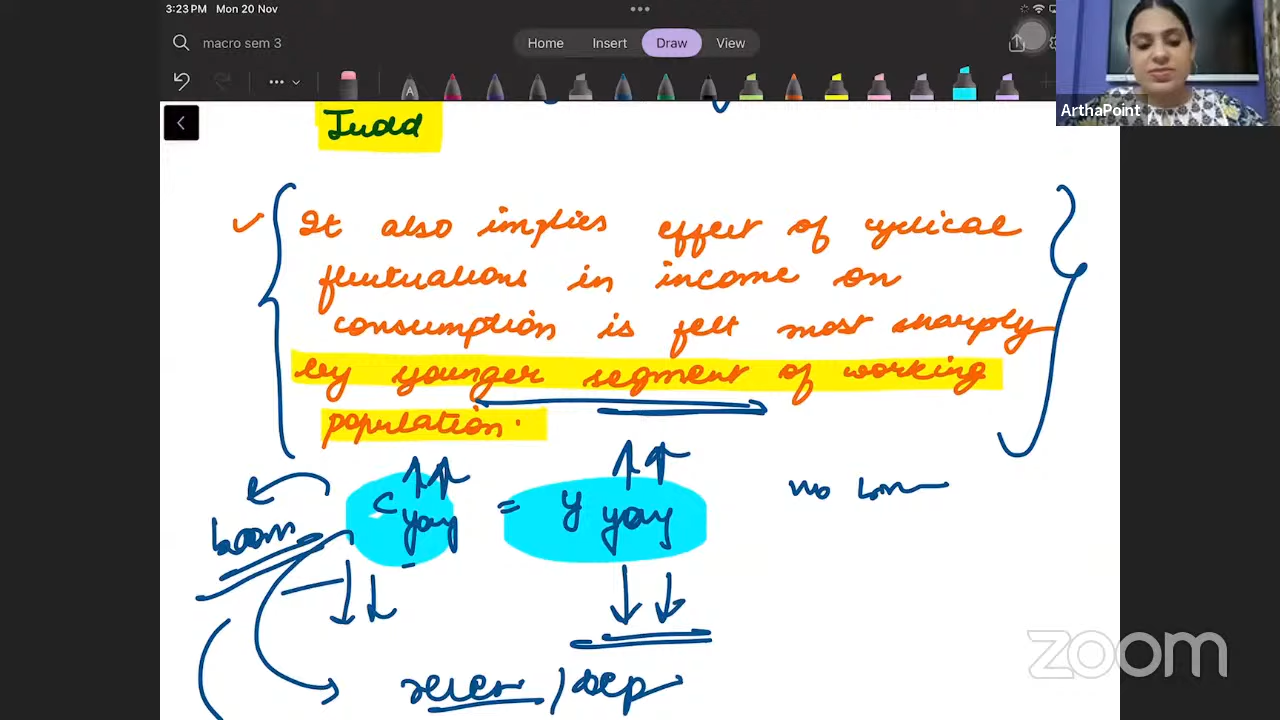 3:23 PM Mon 20 Nov
macro sem 3
Home Insert Draw View
A
ArthaPoint
Judd
It also implies effect of cyclical
fluctuations in income on
consumption is felt most sharply
by younger segment of working
population.
C young = y young
no
boom
zoom